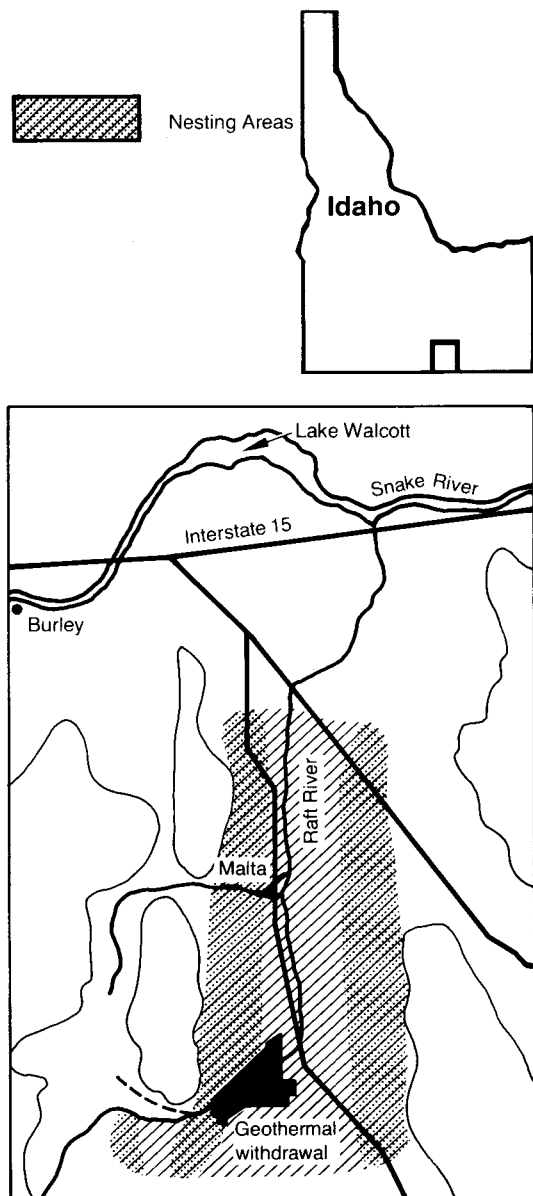 Nesting Areas
Idaho
Lake Walcott
Snake River
Interstate 15
Burley
Raft River
Malta
Geothermal
withdrawal